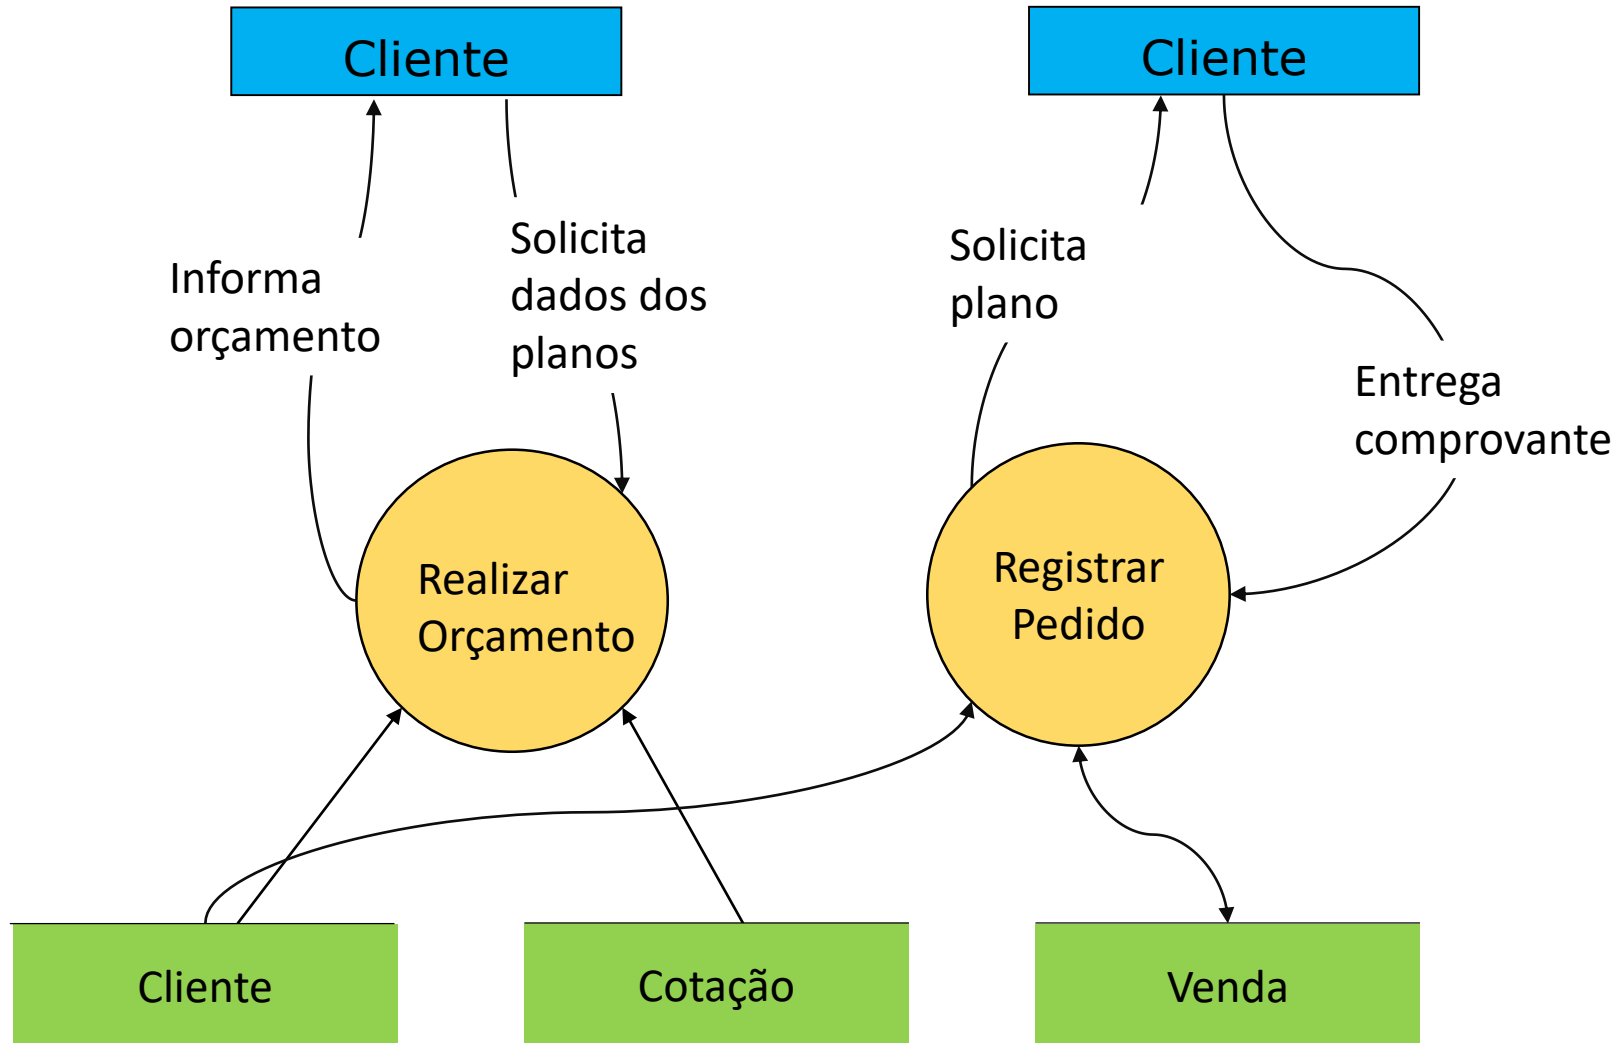 Cliente
Cliente
Informa
orçamento
Solicita
dados dos
planos
Solicita
plano
Entrega
comprovante
Realizar
Orçamento
Registrar
Pedido
Cliente
Cotação
Venda